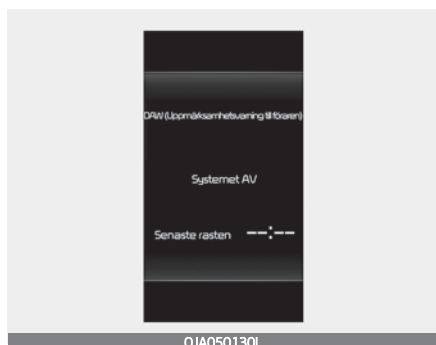 DAW (Uppmärksamhetsvarning till föraren)
Systemet AV
Senaste rasten --:--
OJA050130L